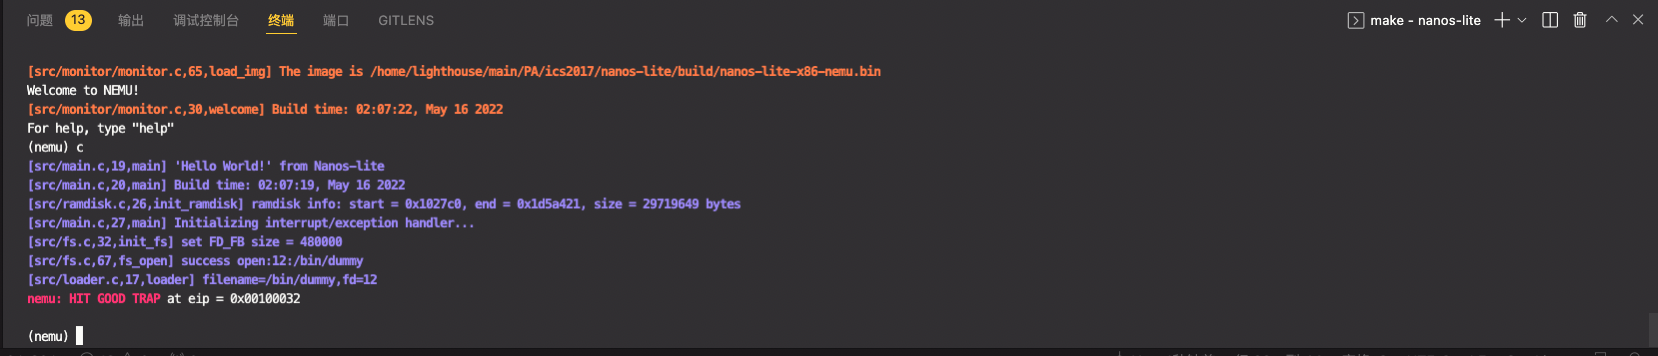 问题 13 输出 调试控制台 终端 端口 GITLENS make - nanos-lite
[src/monitor/monitor.c,65,load_img] The image is /home/lighthouse/main/PA/ics2017/nanos-lite/build/nanos-lite-x86-nemu.bin
Welcome to NEMU!
[src/monitor/monitor.c,30,welcome] Build time: 02:07:22, May 16 2022
For help, type "help"
(nemu) c
[src/main.c,19,main] 'Hello World!' from Nanos-lite
[src/main.c,20,main] Build time: 02:07:19, May 16 2022
[src/ramdisk.c,26,init_ramdisk] ramdisk info: start = 0x1027c0, end = 0x1d5a421, size = 29719649 bytes
[src/main.c,27,main] Initializing interrupt/exception handler...
[src/fs.c,32,init_fs] set FD_FB size = 480000
[src/fs.c,67,fs_open] success open:12:/bin/dummy
[src/loader.c,17,loader] filename=/bin/dummy,fd=12
nemu: HIT GOOD TRAP at eip = 0x00100032
(nemu)